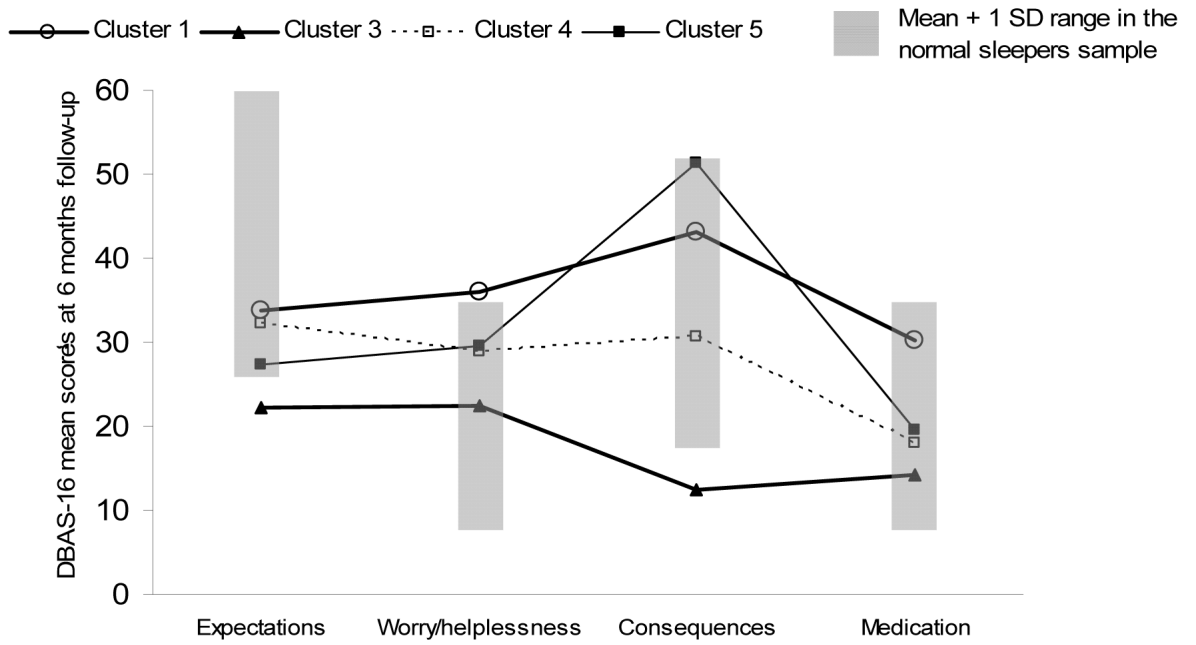 Cluster 1 Cluster 3 Cluster 4 Cluster 5
Mean + 1 SD range in the
normal sleepers sample
DBAS-16 mean scores at 6 months follow-up
60
50
40
30
20
10
0
Expectations Worry/helplessness Consequences Medication